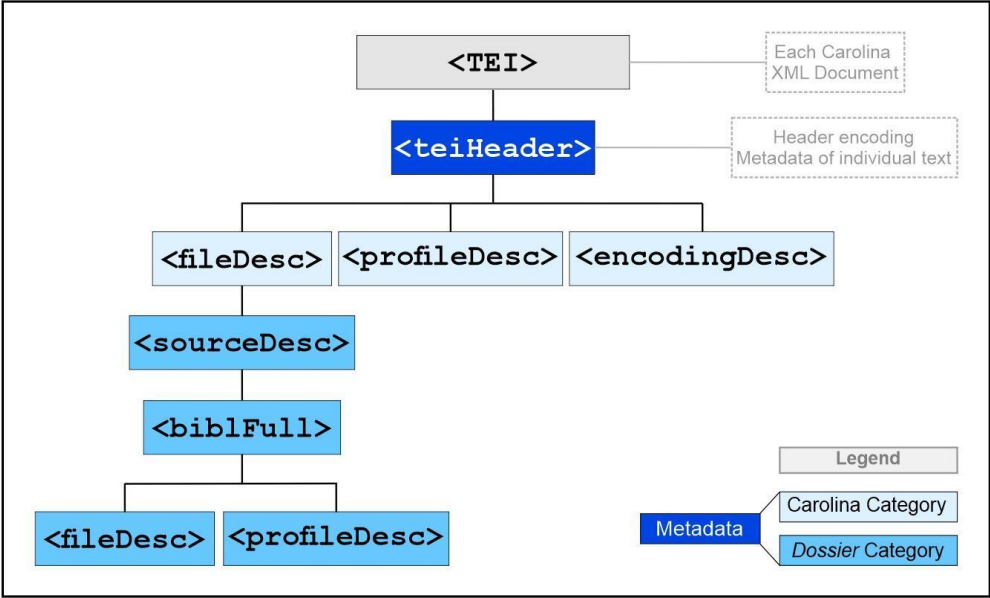 <TEI>
Each Carolina
XML Document
<teiHeader>
Header encoding
Metadata of individual text
<fileDesc>
<profileDesc>
<encodingDesc>
<sourceDesc>
<biblFull>
<fileDesc>
<profileDesc>
Legend
Metadata
Carolina Category
Dossier Category